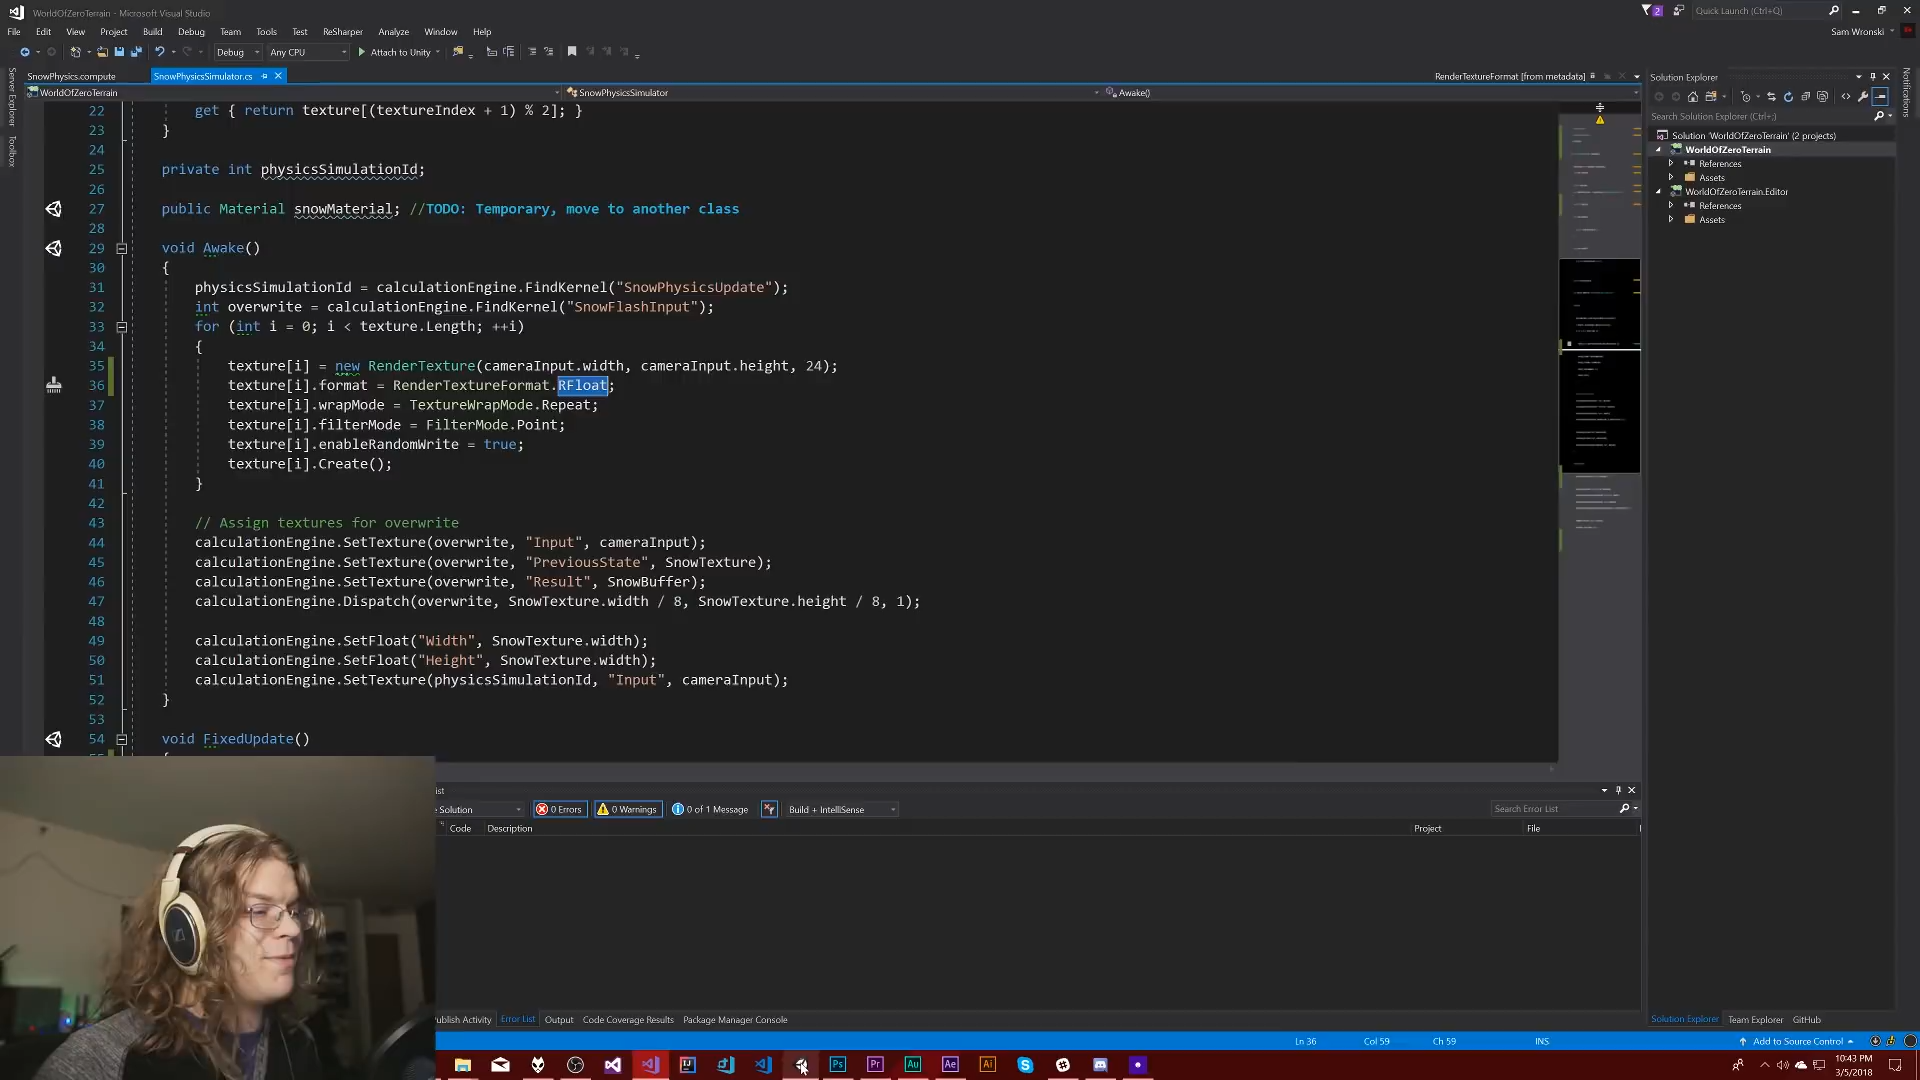 WorldOfZeroTerrain - Microsoft Visual Studio
2
Quick Launch (Ctrl+Q)
File Edit View Project Build Debug Team Tools Test ReSharper Analyze Window Help
Sam Wronski
Debug Any CPU Attach to Unity
SnowPhysics.compute SnowPhysicsSimulator.cs RenderTextureFormat [from metadata]
Solution Explorer
WorldOfZeroTerrain SnowPhysicsSimulator Awake()
Server Explorer
Toolbox
Notifications
Search Solution Explorer (Ctrl+;)
Solution 'WorldOfZeroTerrain' (2 projects)
WorldOfZeroTerrain
References
Assets
WorldOfZeroTerrain.Editor
References
Assets
22 get { return texture[(textureIndex + 1) % 2]; }
23 }
24
25 private int physicsSimulationId;
26
27 public Material snowMaterial; //TODO: Temporary, move to another class
28
29 void Awake()
30 {
31 physicsSimulationId = calculationEngine.FindKernel("SnowPhysicsUpdate");
32 int overwrite = calculationEngine.FindKernel("SnowFlashInput");
33 for (int i = 0; i < texture.Length; ++i)
34 {
35 texture[i] = new RenderTexture(cameraInput.width, cameraInput.height, 24);
36 texture[i].format = RenderTextureFormat.RFloat;
37 texture[i].wrapMode = TextureWrapMode.Repeat;
38 texture[i].filterMode = FilterMode.Point;
39 texture[i].enableRandomWrite = true;
40 texture[i].Create();
41 }
42
43 // Assign textures for overwrite
44 calculationEngine.SetTexture(overwrite, "Input", cameraInput);
45 calculationEngine.SetTexture(overwrite, "PreviousState", SnowTexture);
46 calculationEngine.SetTexture(overwrite, "Result", SnowBuffer);
47 calculationEngine.Dispatch(overwrite, SnowTexture.width / 8, SnowTexture.height / 8, 1);
48
49 calculationEngine.SetFloat("Width", SnowTexture.width);
50 calculationEngine.SetFloat("Height", SnowTexture.width);
51 calculationEngine.SetTexture(physicsSimulationId, "Input", cameraInput);
52 }
53
54 void FixedUpdate()
ist
e Solution 0 Errors 0 Warnings 0 of 1 Message Build + IntelliSense Search Error List
Code Description Project File
ublish Activity Error List Output Code Coverage Results Package Manager Console
Solution Explorer Team Explorer GitHub
Ln 36 Col 59 Ch 59 INS Add to Source Control
Ps Pr Au Ae Ai
10:43 PM
3/5/2018